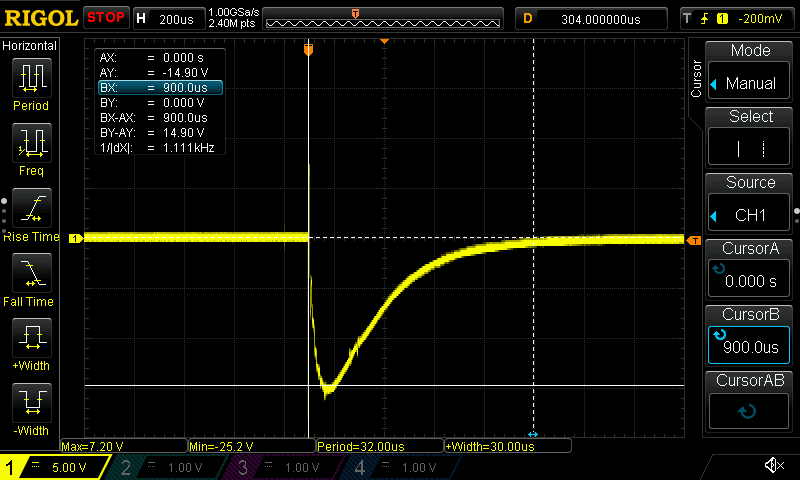 RIGOL STOP H 200us 1.00GSa/s 2.40M pts D 304.000000us T 1 -200mV
Horizontal
Period
Freq
Rise Time
Fall Time
+Width
-Width
AX: = 0.000 s
AY: = -14.90 V
BX: = 900.0us
BY: = 0.000 V
BX-AX: = 900.0us
BY-AY: = 14.90 V
1/|dX|: = 1.111kHz
T
1
T
Cursor
Mode
Manual
Select
Source
CH1
CursorA
0.000 s
CursorB
900.0us
CursorAB
Max=7.20 V Min=-25.2 V Period=32.00us +Width=30.00us
1 = 5.00 V 2 = 1.00 V 3 = 1.00 V 4 = 1.00 V